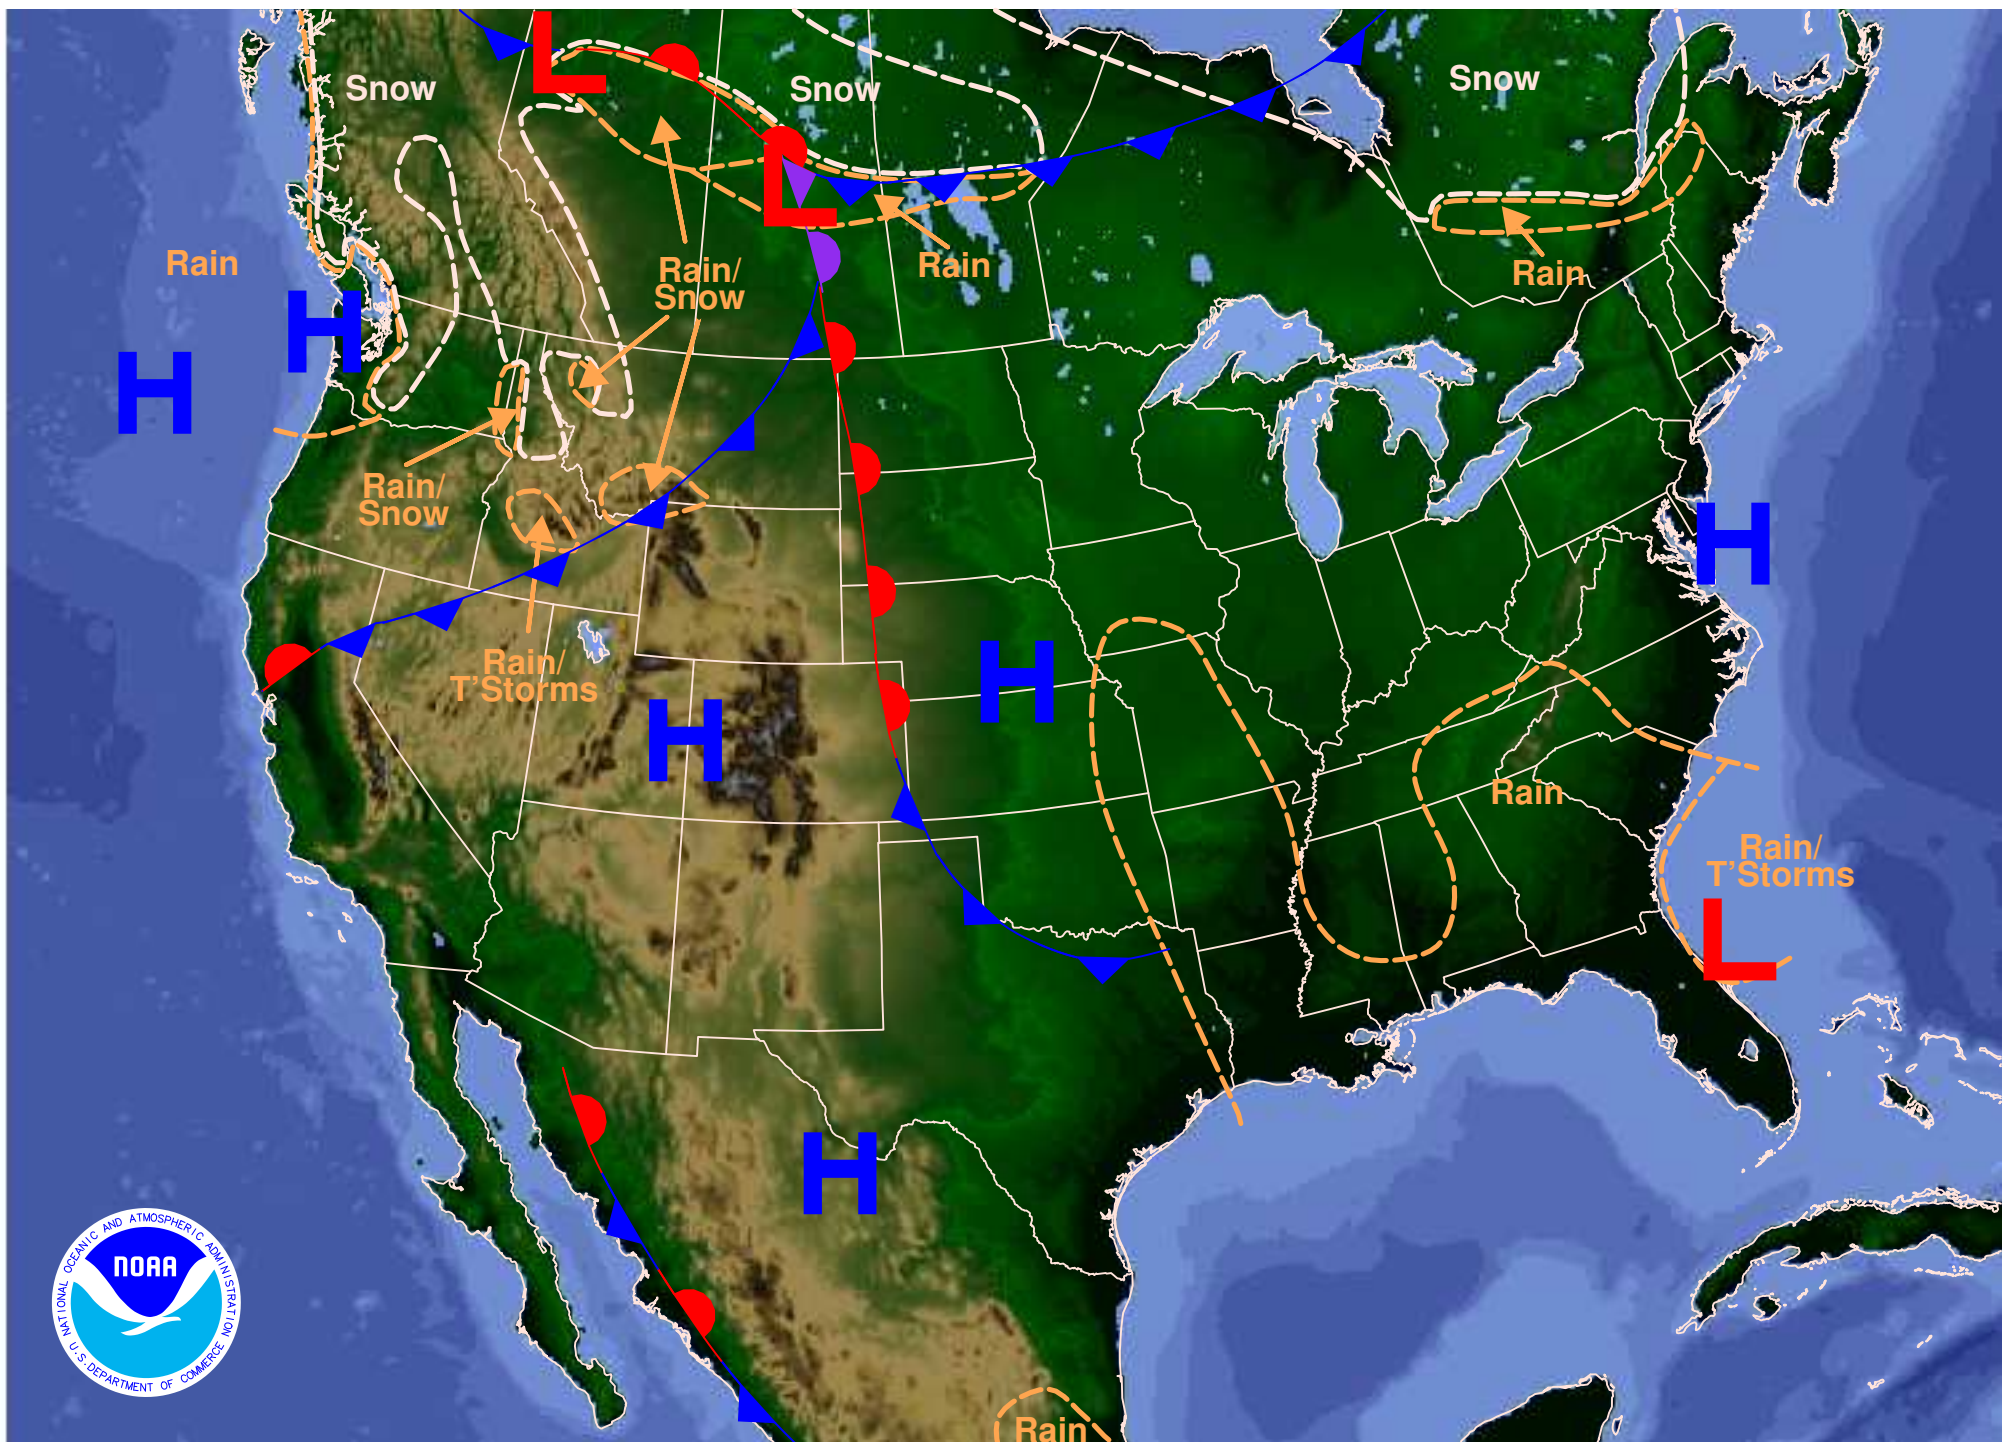 L
Snow
Snow
Snow
L
Rain
Rain/
Snow
Rain
Rain
H
H
Rain/
Snow
H
H
Rain/
T'Storms
H
Rain
Rain/
T'Storms
L
H
NATIONAL OCEANIC AND ATMOSPHERIC ADMINISTRATION
NOAA
U.S. DEPARTMENT OF COMMERCE
Rain